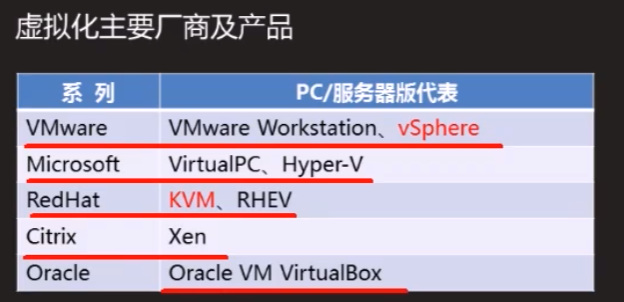 虚拟化主要厂商及产品
系 列 PC/服务器版代表
VMware VMware Workstation、vSphere
Microsoft VirtualPC、Hyper-V
RedHat KVM、RHEV
Citrix Xen
Oracle Oracle VM VirtualBox